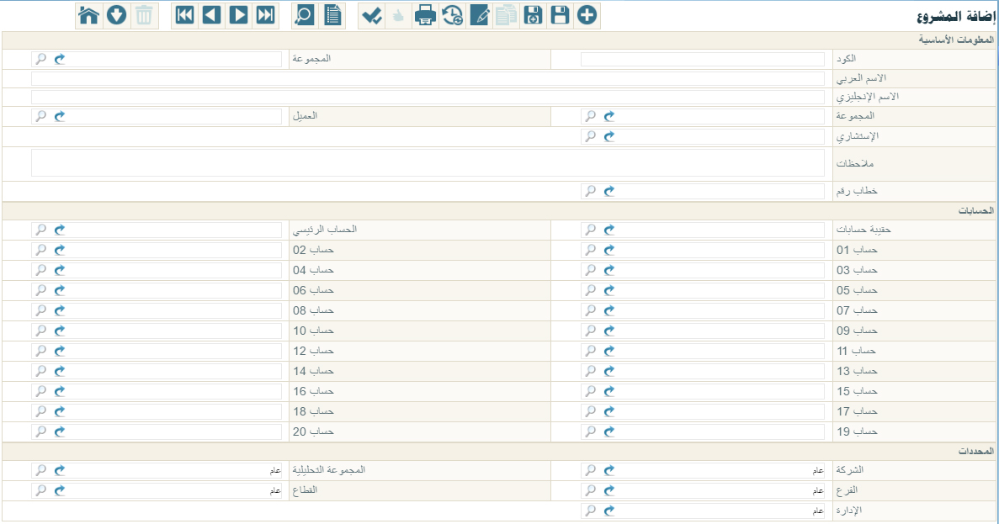 إضافة المشروع
المعلومات الأساسية
الكود المجموعة
الاسم العربي
الاسم الإنجليزي
المجموعة العميل
الإستشاري
ملاحظات
خطاب رقم
الحسابات
حقيبة حسابات الحساب الرئيسي
حساب 01 حساب 02
حساب 03 حساب 04
حساب 05 حساب 06
حساب 07 حساب 08
حساب 09 حساب 10
حساب 11 حساب 12
حساب 13 حساب 14
حساب 15 حساب 16
حساب 17 حساب 18
حساب 19 حساب 20
المحددات
الشركة عام المجموعة التحليلية عام
الفرع عام القطاع عام
الإدارة عام